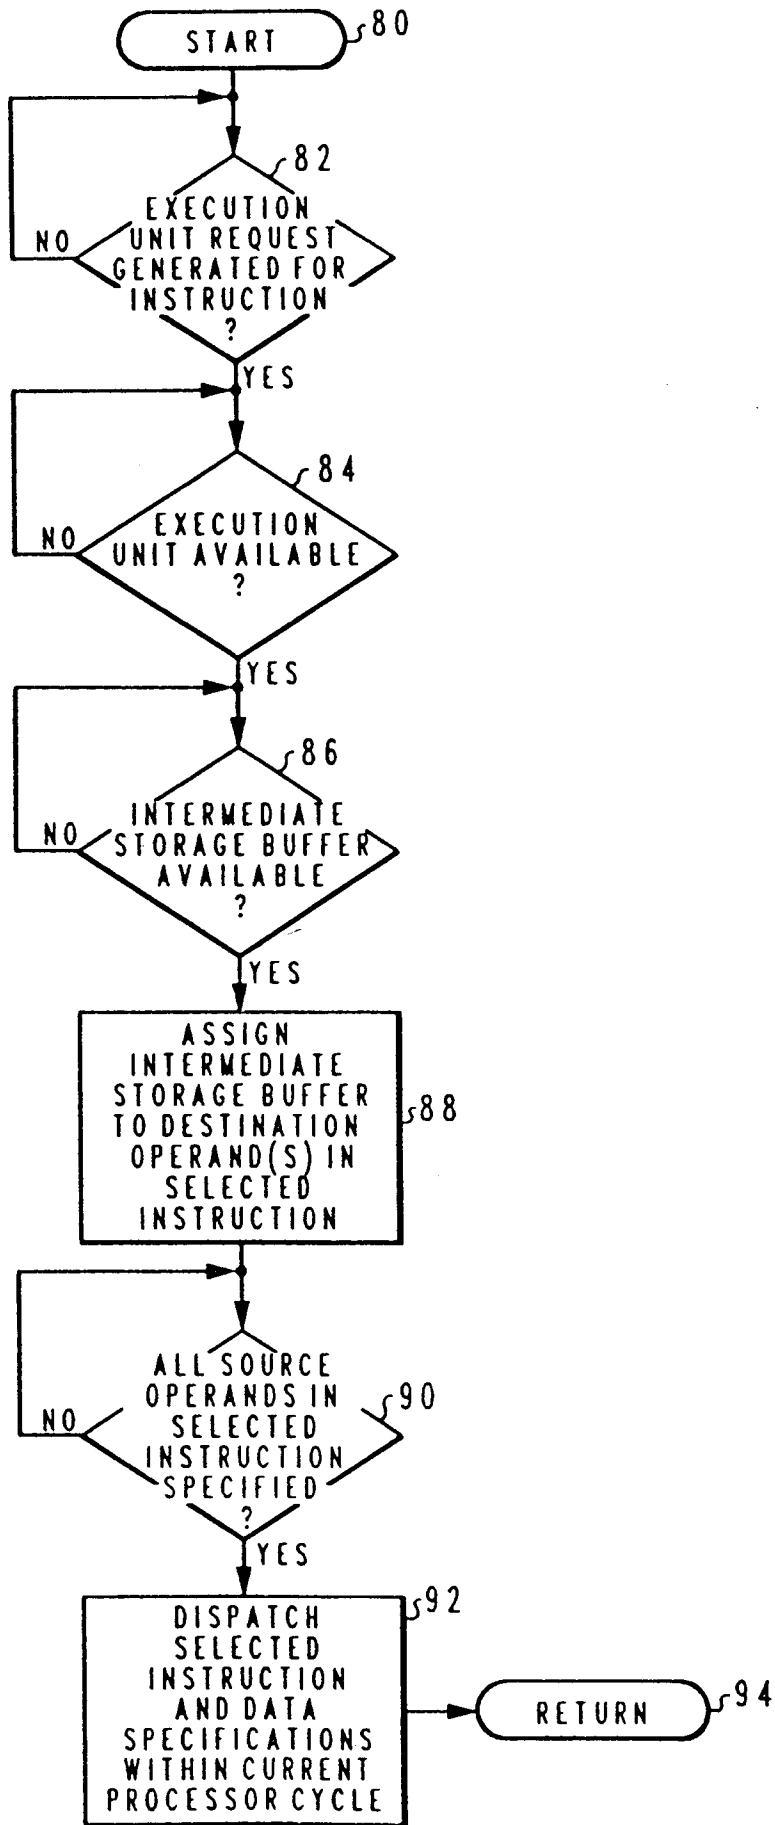 START
80
82
EXECUTION
UNIT REQUEST
GENERATED FOR
INSTRUCTION
?
NO
YES
84
EXECUTION
UNIT AVAILABLE
?
NO
YES
86
INTERMEDIATE
STORAGE BUFFER
AVAILABLE
?
NO
YES
ASSIGN
INTERMEDIATE
STORAGE BUFFER
TO DESTINATION
OPERAND(S) IN
SELECTED
INSTRUCTION
88
ALL SOURCE
OPERANDS IN
SELECTED
INSTRUCTION
SPECIFIED
?
90
NO
YES
DISPATCH
SELECTED
INSTRUCTION
AND DATA
SPECIFICATIONS
WITHIN CURRENT
PROCESSOR CYCLE
92
RETURN
94